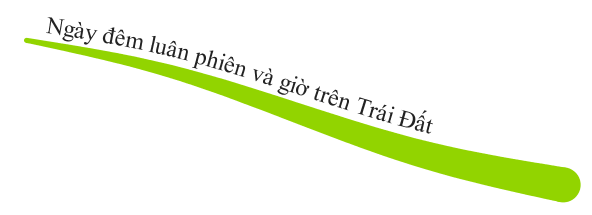 Ngày đêm luân phiên và giờ trên Trái Đất